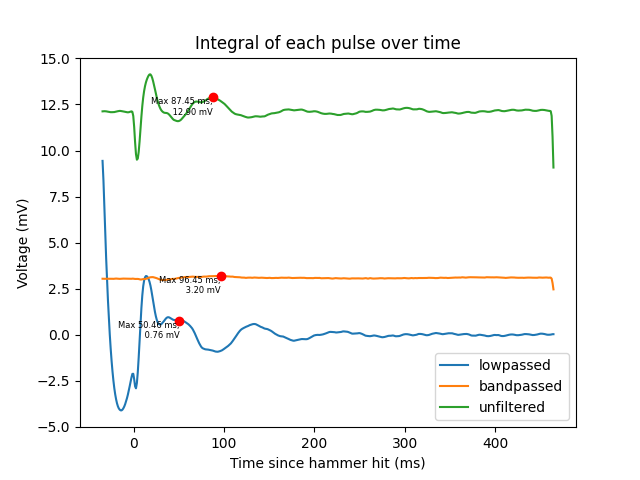 Integral of each pulse over time
Voltage (mV)
15.0
12.5
10.0
7.5
5.0
2.5
0.0
−2.5
−5.0
Max 87.45 ms,
12.90 mV
Max 96.45 ms,
3.20 mV
Max 50.46 ms,
0.76 mV
lowpassed
bandpassed
unfiltered
0 100 200 300 400
Time since hammer hit (ms)